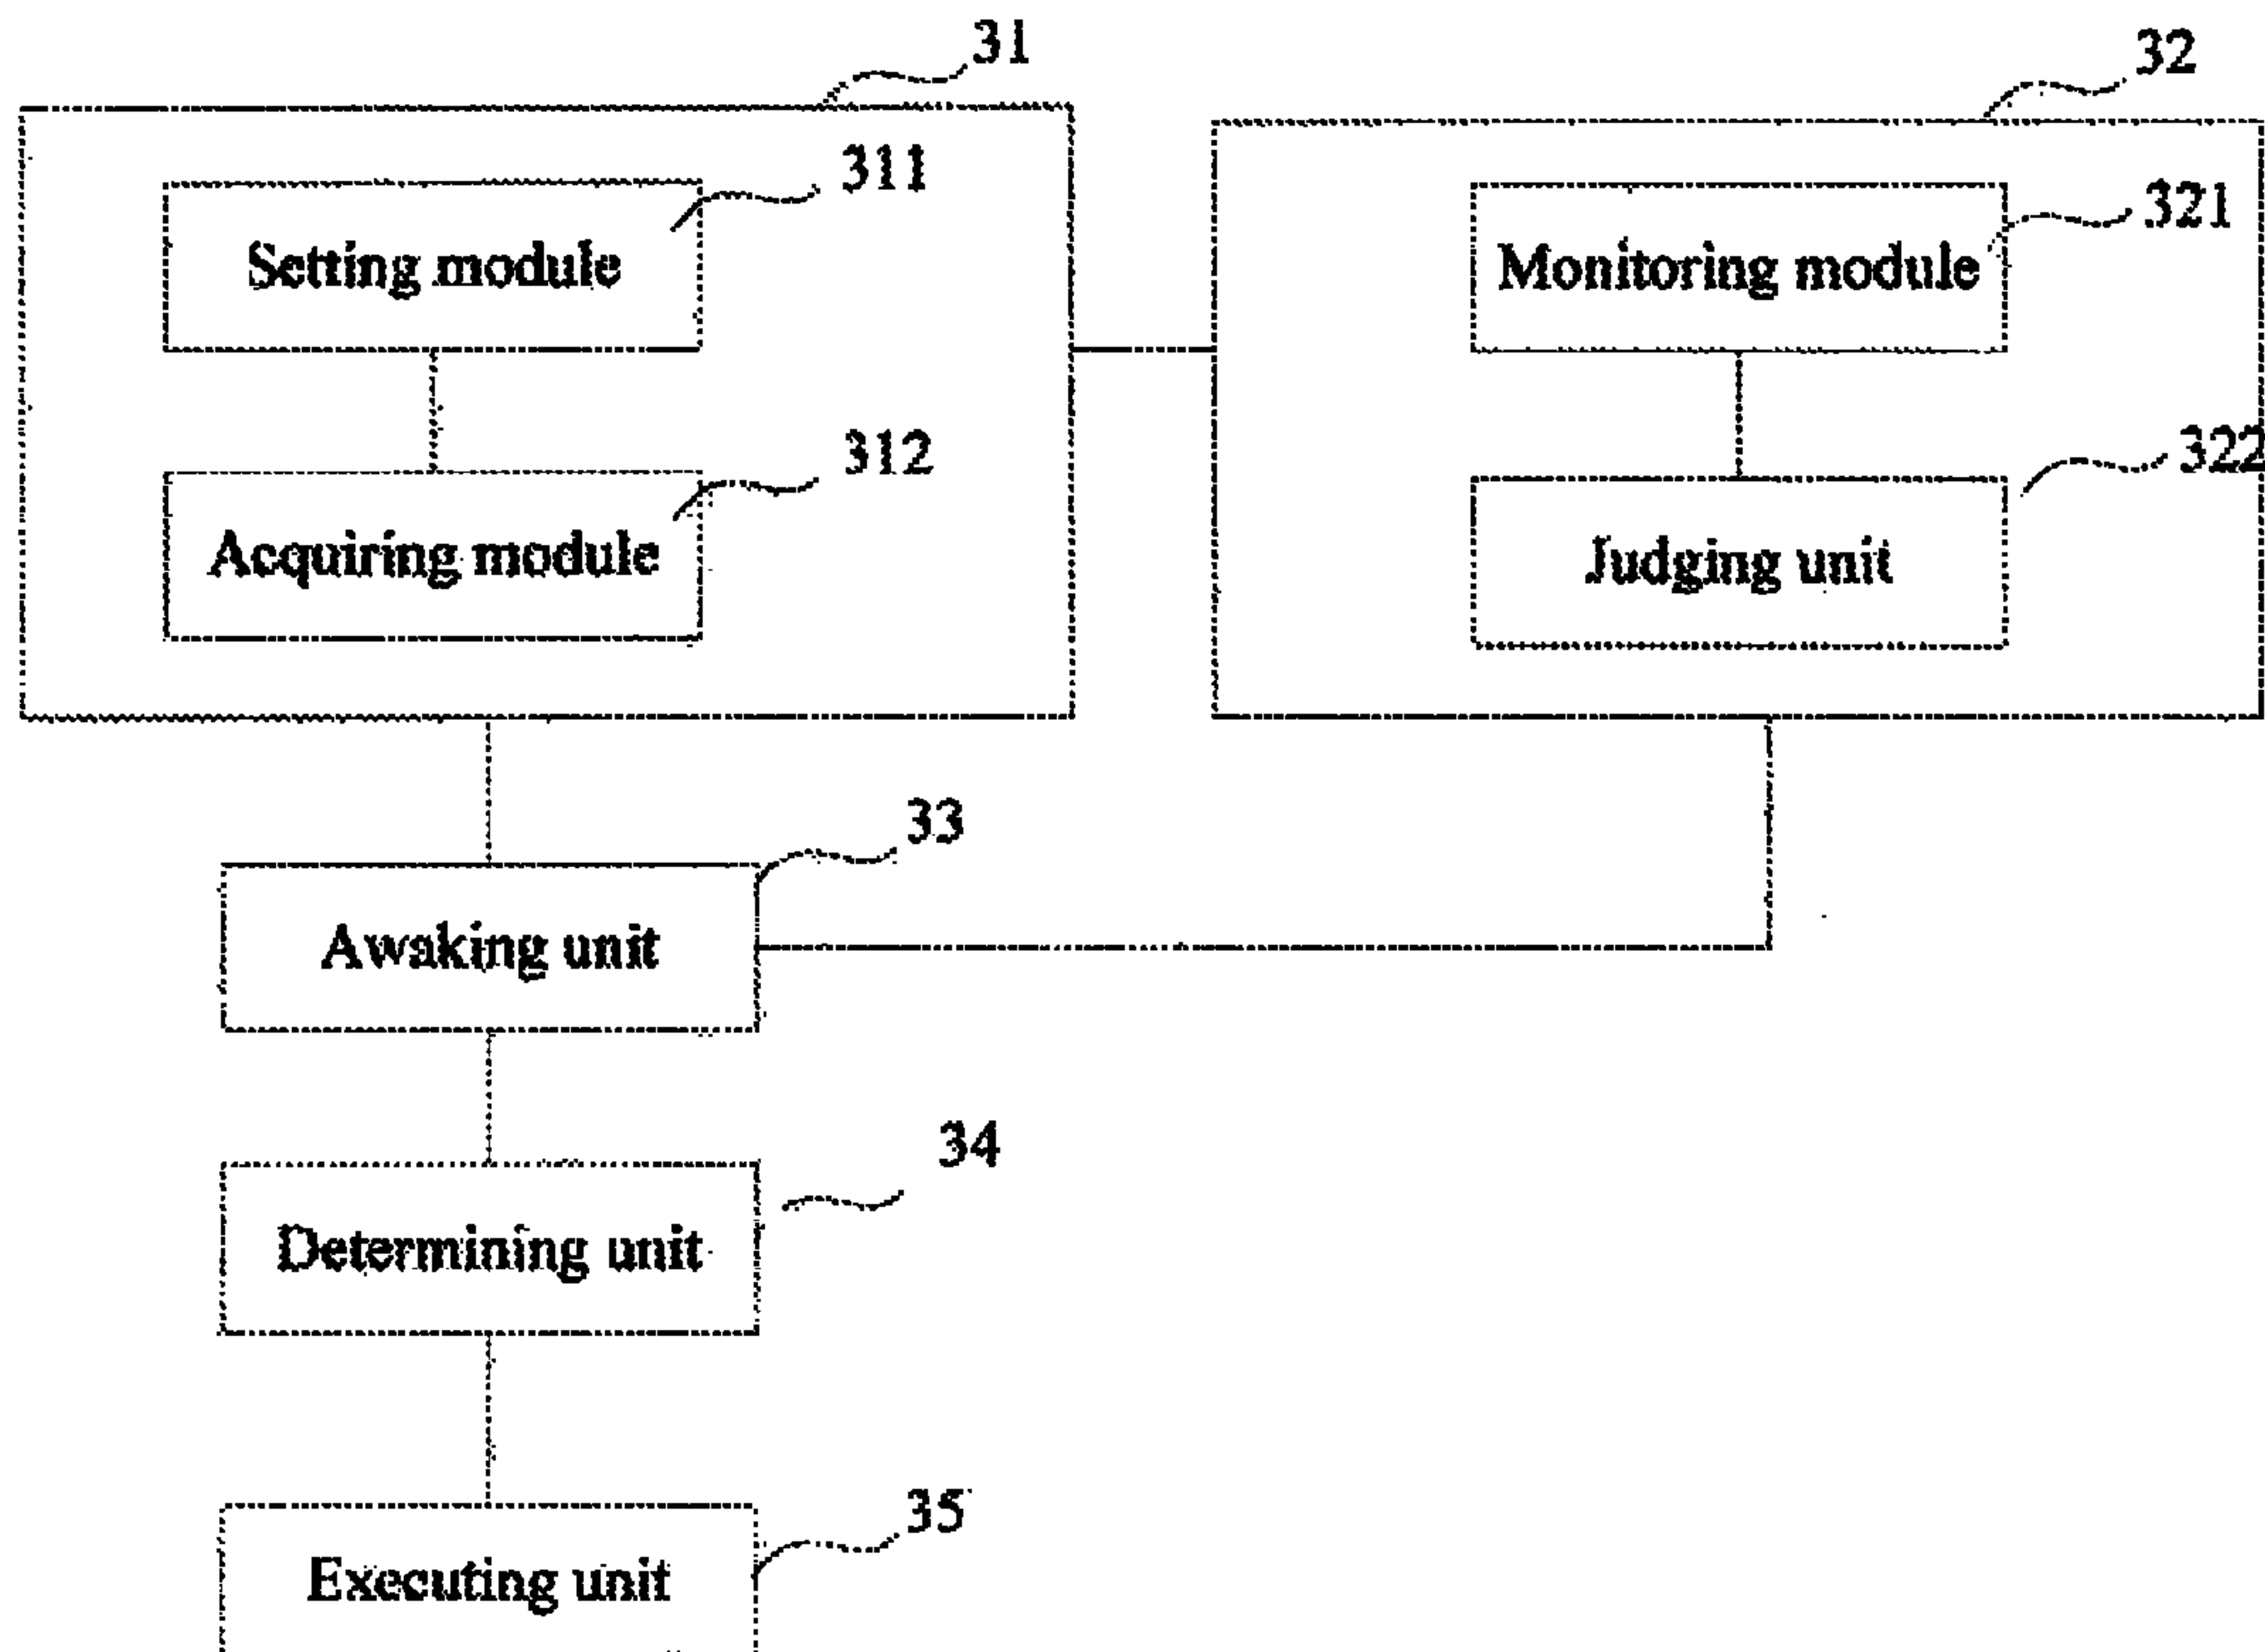 31
32
311
Setting module
321
Monitoring module
312
Acquiring module
322
Judging unit
33
Awaking unit
34
Determining unit
35
Executing unit